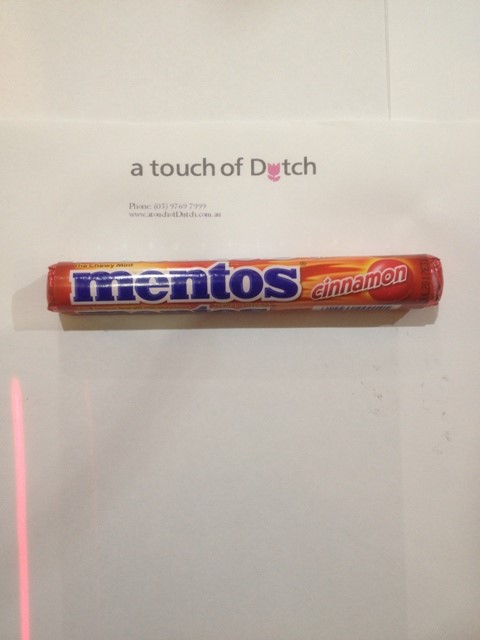 a touch of Dutch
Phone: (03) 9769 7999
www.atouchofDutch.com.au
The Chewy Mint
mentos
cinnamon